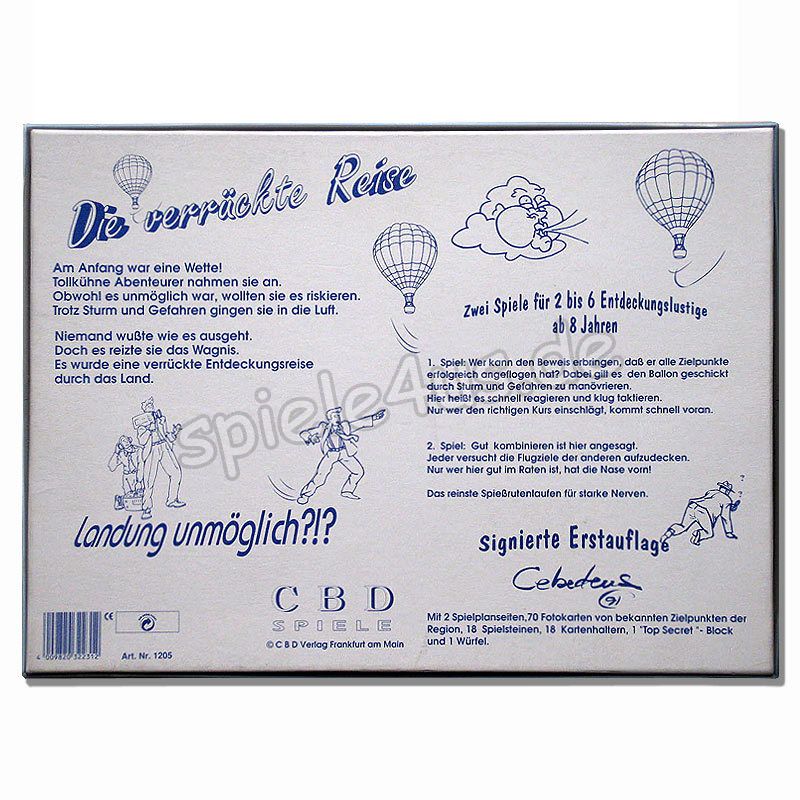 Die verrückte Reise
Am Anfang war eine Wette!
Tollkühne Abenteurer nahmen sie an.
Obwohl es unmöglich war, wollten sie es riskieren.
Trotz Sturm und Gefahren gingen sie in die Luft.
Niemand wußte wie es ausgeht.
Doch es reizte sie das Wagnis.
Es wurde eine verrückte Entdeckungsreise
durch das Land.
Landung unmöglich?!?
Zwei Spiele für 2 bis 6 Entdeckungslustige
ab 8 Jahren
1. Spiel: Wer kann den Beweis erbringen, daß er alle Zielpunkte
erfolgreich angeflogen hat? Dabei gilt es den Ballon geschickt
durch Sturm und Gefahren zu manövrieren.
Hier heißt es schnell reagieren und klug taktieren.
Nur wer den richtigen Kurs einschlägt, kommt schnell voran.
2. Spiel: Gut kombinieren ist hier angesagt.
Jeder versucht die Flugziele der anderen aufzudecken.
Nur wer hier gut im Raten ist, hat die Nase vorn!
Das reinste Spießrutenlaufen für starke Nerven.
Signierte Erstauflage
91
Mit 2 Spielplanseiten,70 Fotokarten von bekannten Zielpunkten der
Region, 18 Spielsteinen, 18 Kartenhaltern, 1 "Top Secret "- Block
und 1 Würfel.
CBD
SPIELE
© C B D Verlag Frankfurt am Main
CE
4 009820 322312
Art. Nr. 1205
spiele4us.de